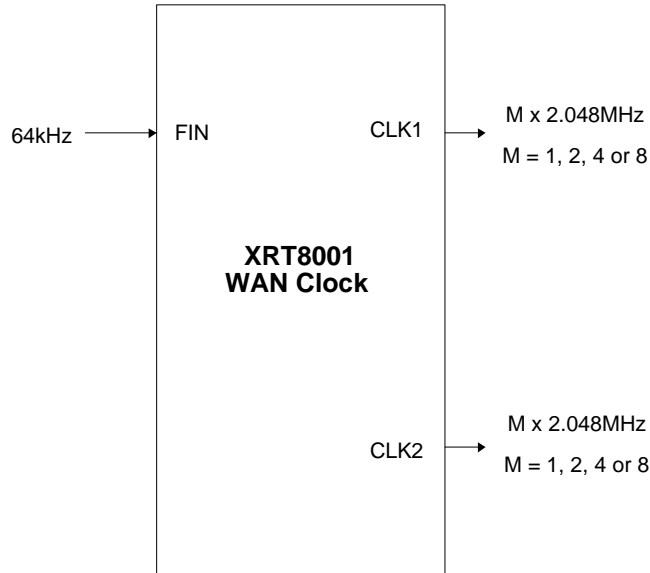 64kHz
FIN
CLK1
M x 2.048MHz
M = 1, 2, 4 or 8
XRT8001
WAN Clock
CLK2
M x 2.048MHz
M = 1, 2, 4 or 8